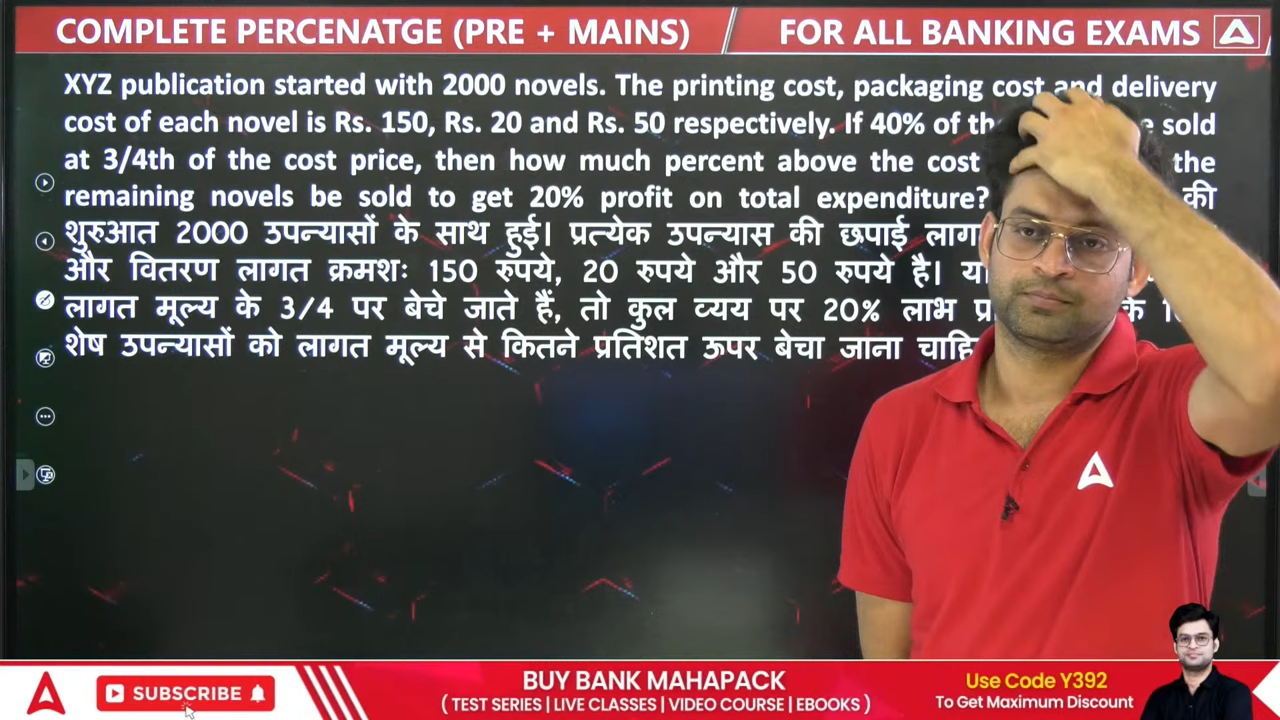 COMPLETE PERCENATGE (PRE + MAINS)
FOR ALL BANKING EXAMS
XYZ publication started with 2000 novels. The printing cost, packaging cost and delivery
cost of each novel is Rs. 150, Rs. 20 and Rs. 50 respectively. If 40% of sold
at 3/4th of the cost price, then how much percent above the cost the
remaining novels be sold to get 20% profit on total expenditure? की
शुरुआत 2000 उपन्यासों के साथ हुई। प्रत्येक उपन्यास की छपाई
और वितरण लागत क्रमशः 150 रुपये, 20 रुपये और 50 रुपये है।
लागत मूल्य के 3/4 पर बेचे जाते हैं, तो कुल व्यय पर 20% लाभ के
शेष उपन्यासों को लागत मूल्य से कितने प्रतिशत ऊपर बेचा जाना
SUBSCRIBE
BUY BANK MAHAPACK
( TEST SERIES | LIVE CLASSES | VIDEO COURSE | EBOOKS )
Use Code Y392
To Get Maximum Discount